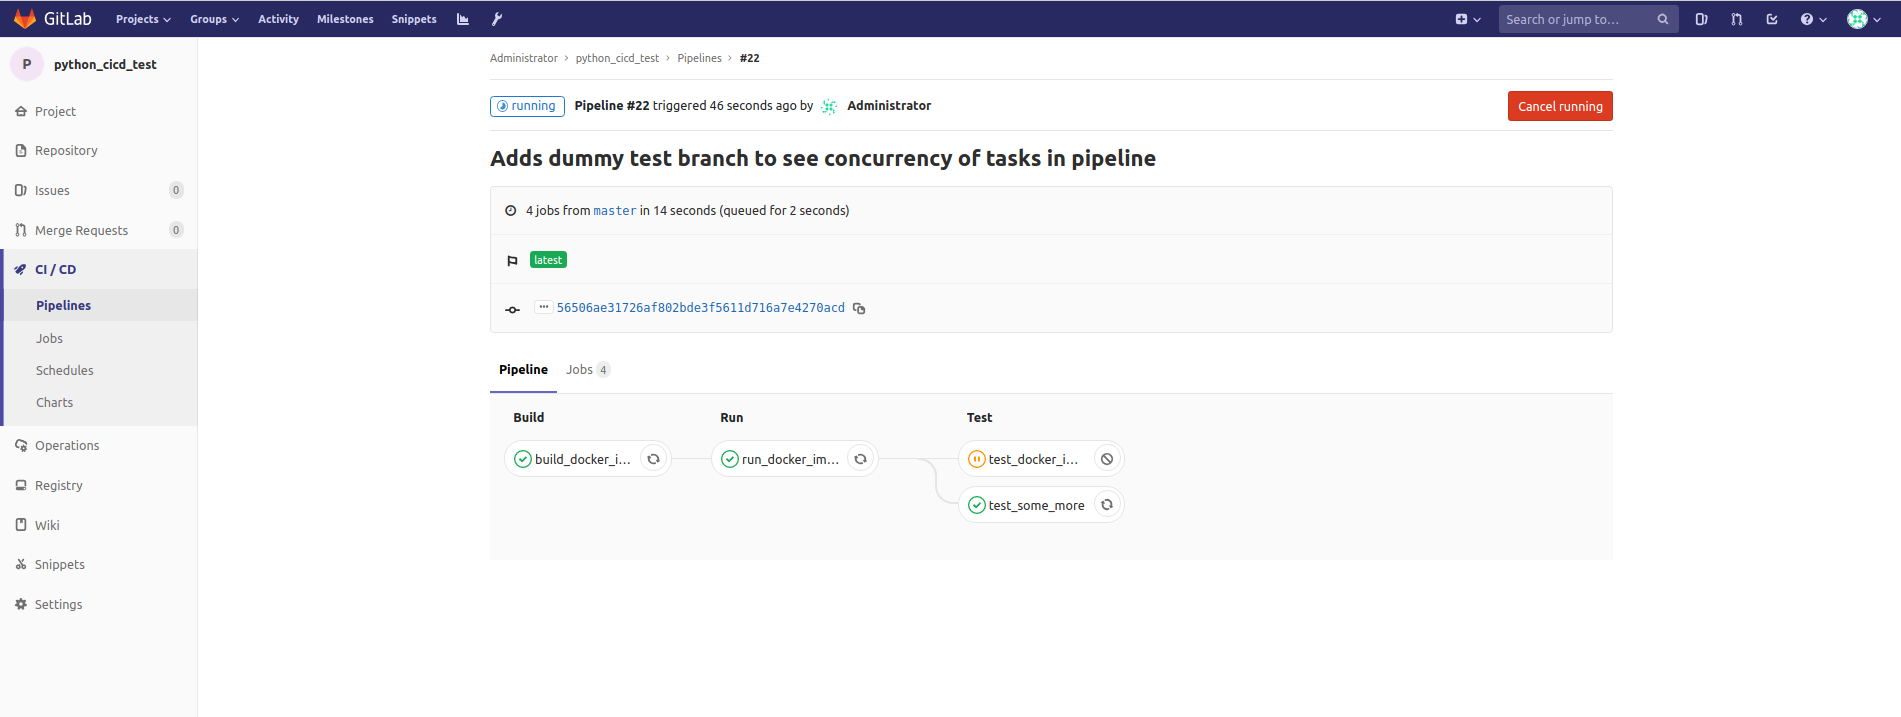 GitLab Projects Groups Activity Milestones Snippets Search or jump to…
P python_cicd_test
Project
Repository
Issues 0
Merge Requests 0
CI / CD
Pipelines
Jobs
Schedules
Charts
Operations
Registry
Wiki
Snippets
Settings
Administrator › python_cicd_test › Pipelines › #22
running Pipeline #22 triggered 46 seconds ago by Administrator Cancel running
Adds dummy test branch to see concurrency of tasks in pipeline
4 jobs from master in 14 seconds (queued for 2 seconds)
latest
··· 56506ae31726af802bde3f5611d716a7e4270acd
Pipeline Jobs 4
Build Run Test
build_docker_i… run_docker_im… test_docker_i…
test_some_more